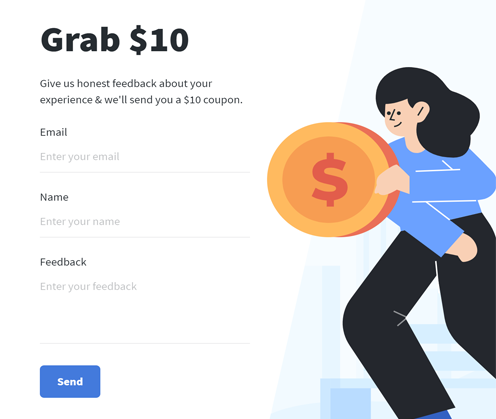 Grab $10
Give us honest feedback about your
experience & we'll send you a $10 coupon.
Email
Enter your email
Name
Enter your name
Feedback
Enter your feedback
Send
$